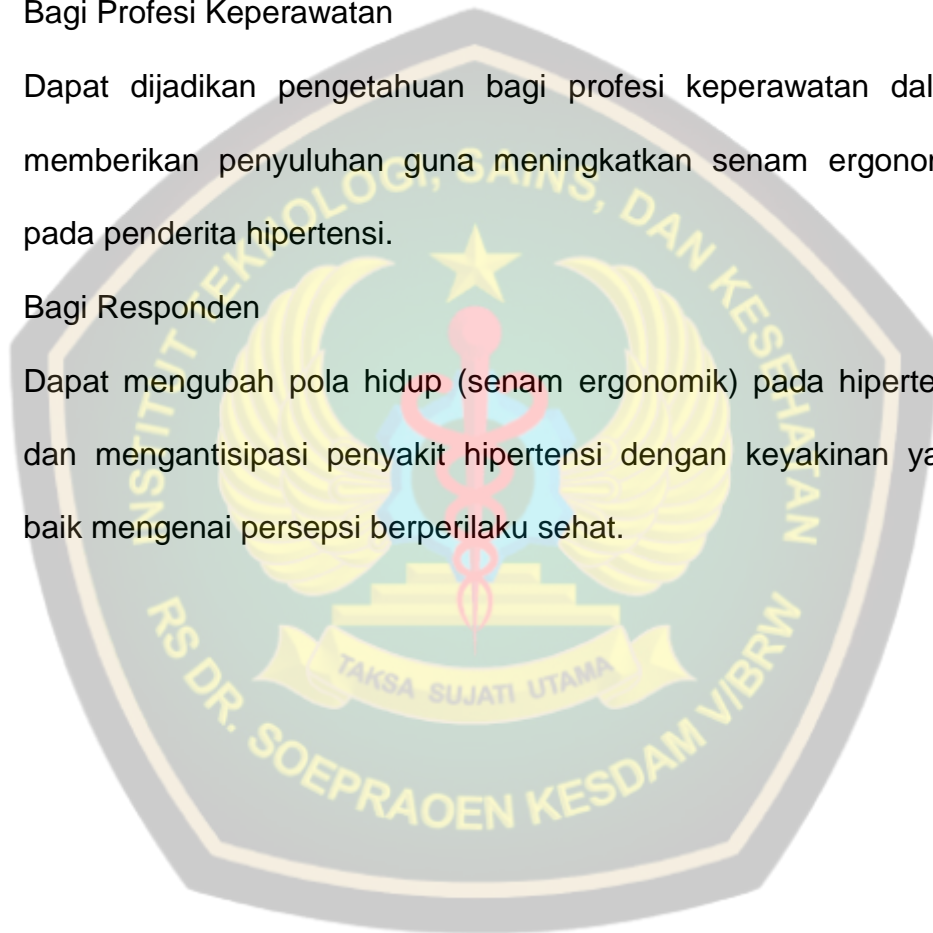 Bagi Profesi Keperawatan
Dapat dijadikan pengetahuan bagi profesi keperawatan dal
memberikan penyuluhan guna meningkatkan senam ergonom
pada penderita hipertensi.
Bagi Responden
Dapat mengubah pola hidup (senam ergonomik) pada hiperte
dan mengantisipasi penyakit hipertensi dengan keyakinan ya
baik mengenai persepsi berperilaku sehat.
INSTITUT TEKNOLOGI, SAINS, DAN KESEHATAN
TAKSA SUJATI UTAMA
RS DR. SOEPRAOEN KESDAM V/BRW